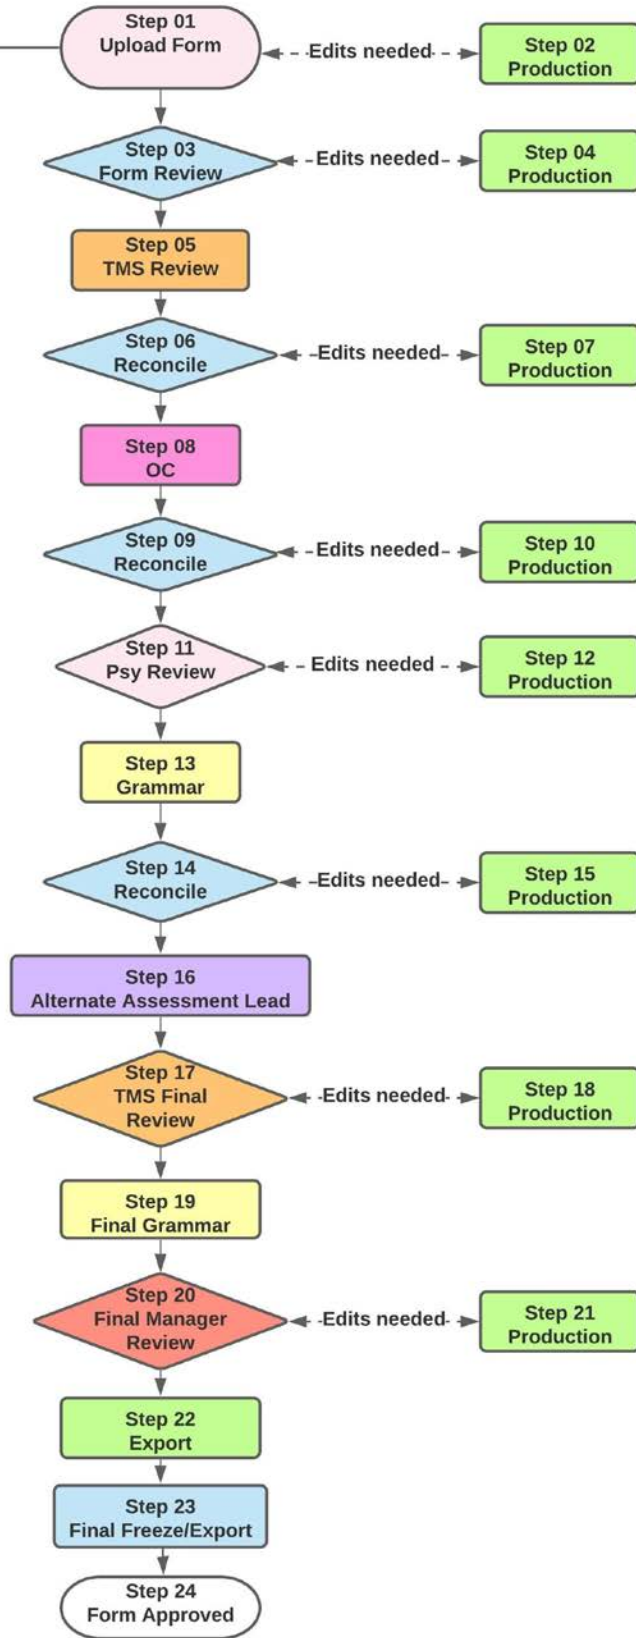 Step 01
Upload Form
Edits needed
Step 02
Production
Step 03
Form Review
Edits needed
Step 04
Production
Step 05
TMS Review
Step 06
Reconcile
Edits needed
Step 07
Production
Step 08
OC
Step 09
Reconcile
Edits needed
Step 10
Production
Step 11
Psy Review
Edits needed
Step 12
Production
Step 13
Grammar
Step 14
Reconcile
Edits needed
Step 15
Production
Step 16
Alternate Assessment Lead
Step 17
TMS Final
Review
Edits needed
Step 18
Production
Step 19
Final Grammar
Step 20
Final Manager
Review
Edits needed
Step 21
Production
Step 22
Export
Step 23
Final Freeze/Export
Step 24
Form Approved